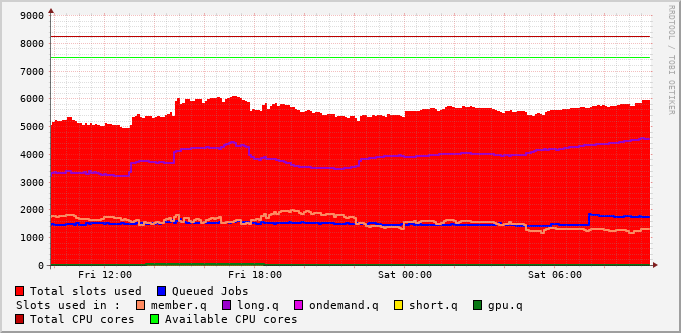 9000
8000
7000
6000
5000
4000
3000
2000
1000
0
Fri 12:00 Fri 18:00 Sat 00:00 Sat 06:00
Total slots used Queued Jobs
Slots used in : member.q long.q ondemand.q short.q gpu.q
Total CPU cores Available CPU cores
RRDTOOL / TOBI OETIKER